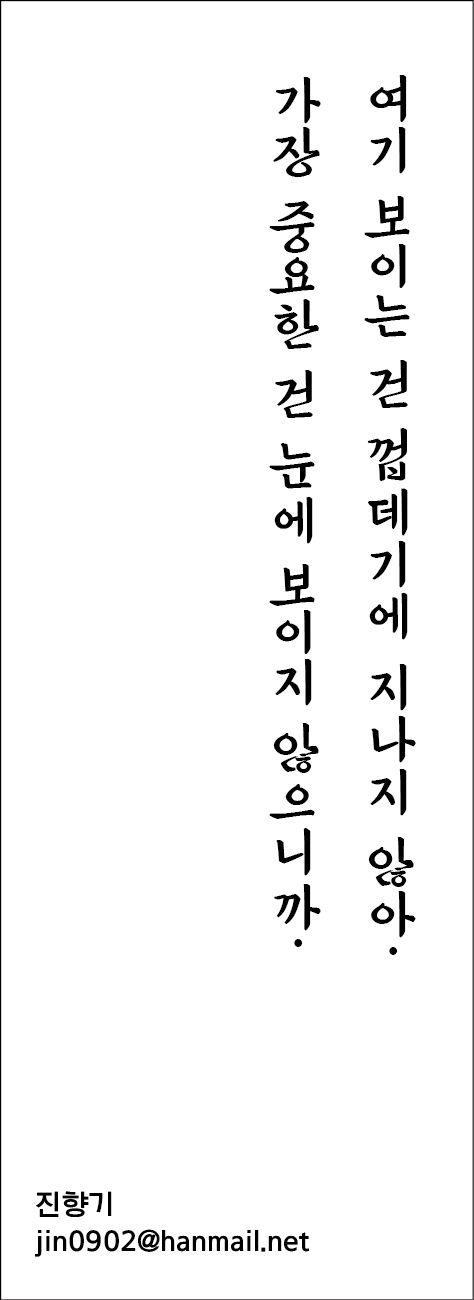 여기 보이는 건 껍데기에 지나지 않아.
가장 중요한 건 눈에 보이지 않으니까.
진향기
jin0902@hanmail.net